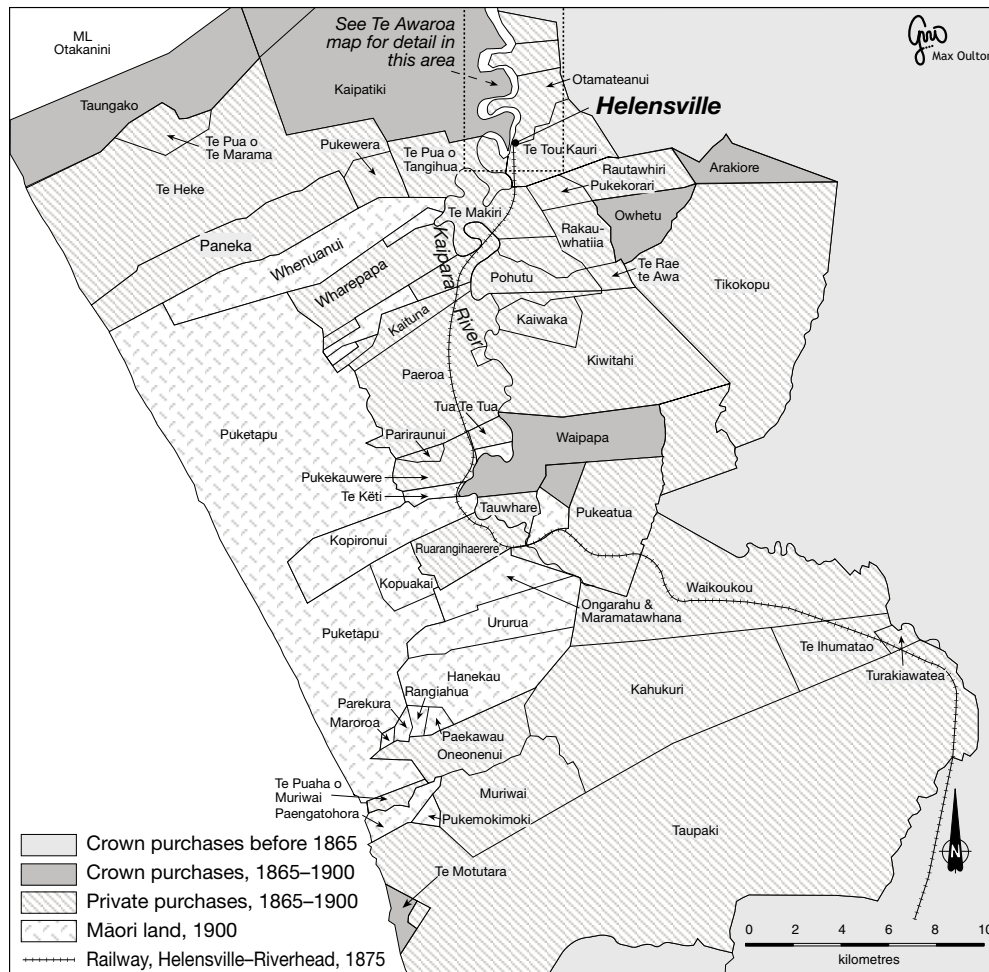 ML
Otakanini
See Te Awaroa
map for detail in
this area
Max Oulton
Kaipatiki
Otamateanui
Taungako
Helensville
Te Pua o
Te Marama
Pukewera
Te Pua o
Tangihua
Te Tou Kauri
Rautawhiri
Arakiore
Pukekorari
Te Heke
Te Makiri
Owhetu
Rakau-
whatiia
Paneka
Whenuanui
Kaipara
River
Te Rae
te Awa
Wharepapa
Pohutu
Tikokopu
Kaituna
Kaiwaka
Kiwitahi
Paeroa
Tua Te Tua
Puketapu
Pariraunui
Waipapa
Pukekauwere
Te Kēti
Tauwhare
Pukeatua
Kopironui
Ruarangihaerere
Kopuakai
Waikoukou
Ongarahu &
Maramatawhana
Ururua
Puketapu
Te Ihumatao
Turakiawatea
Hanekau
Rangiahua
Kahukuri
Parekura
Maroroa
Paekawau
Oneonenui
Te Puaha o
Muriwai
Muriwai
Paengatohora
Pukemokimoki
Taupaki
Te Motutara
N
Crown purchases before 1865
Crown purchases, 1865–1900
Private purchases, 1865–1900
Māori land, 1900
Railway, Helensville–Riverhead, 1875
0 2 4 6 8 10
kilometres